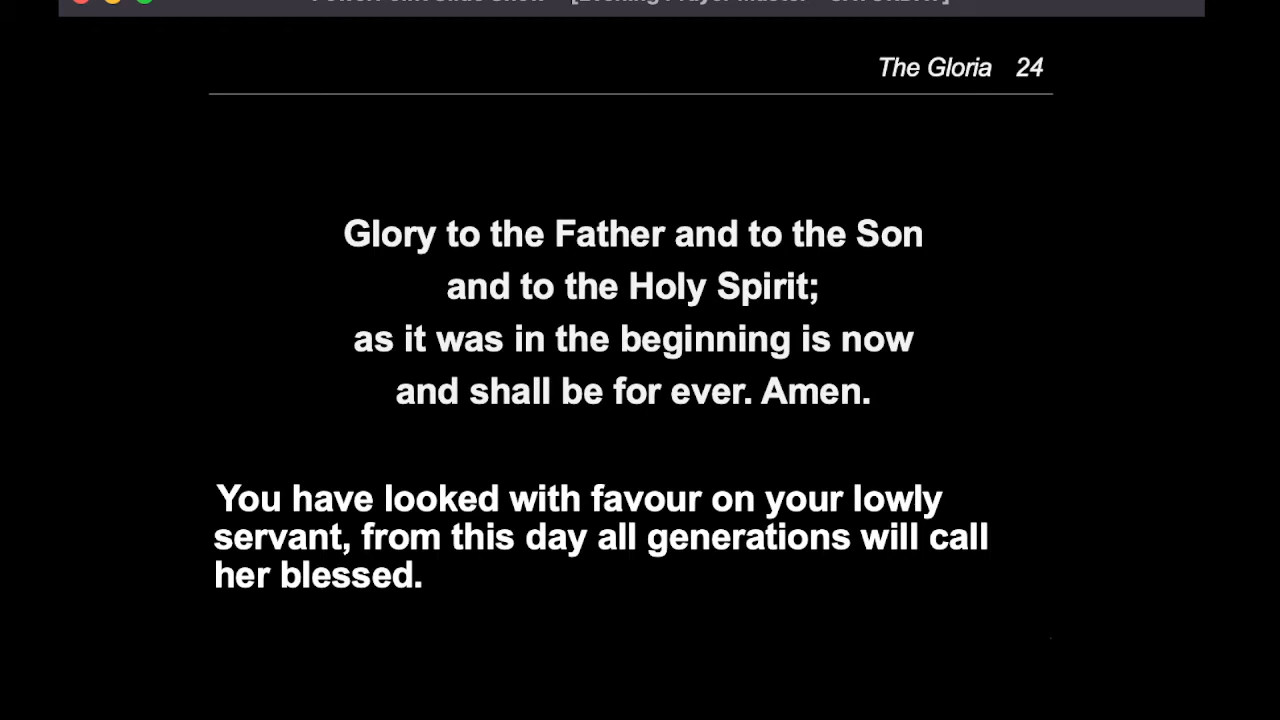 The Gloria 24
Glory to the Father and to the Son
and to the Holy Spirit;
as it was in the beginning is now
and shall be for ever. Amen.
You have looked with favour on your lowly
servant, from this day all generations will call
her blessed.